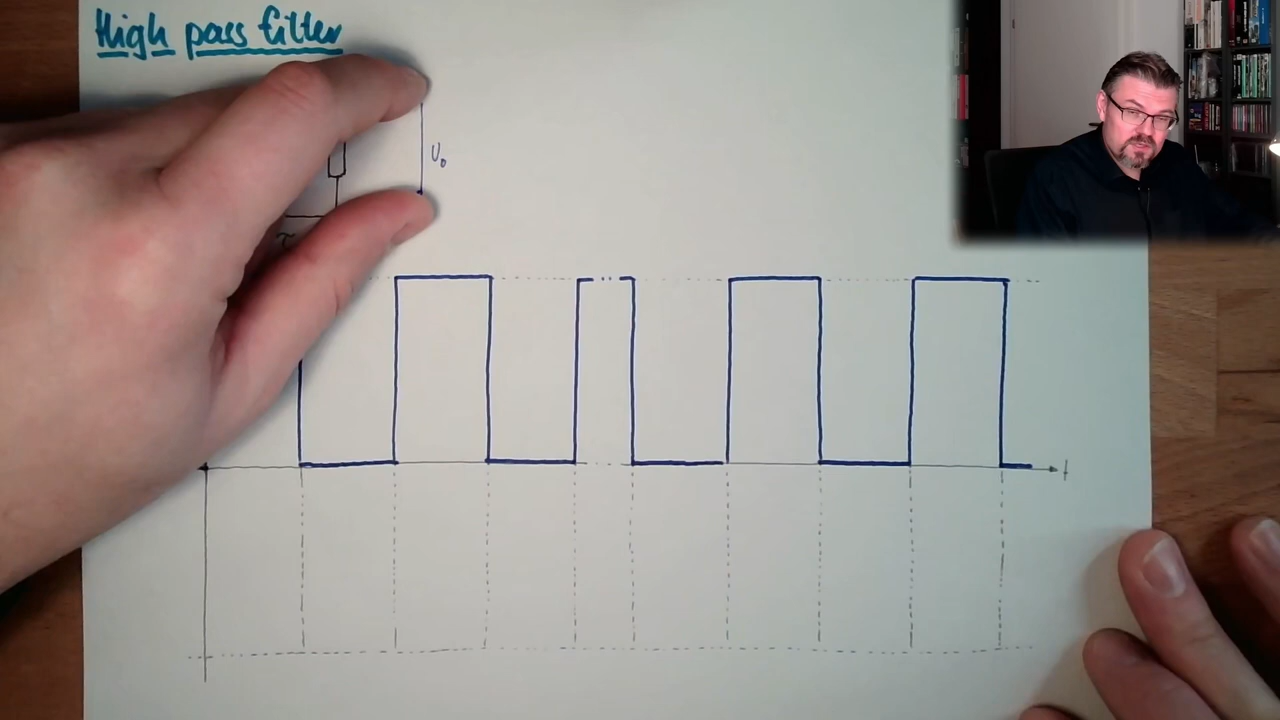 High pass filter
U₀
τ
t